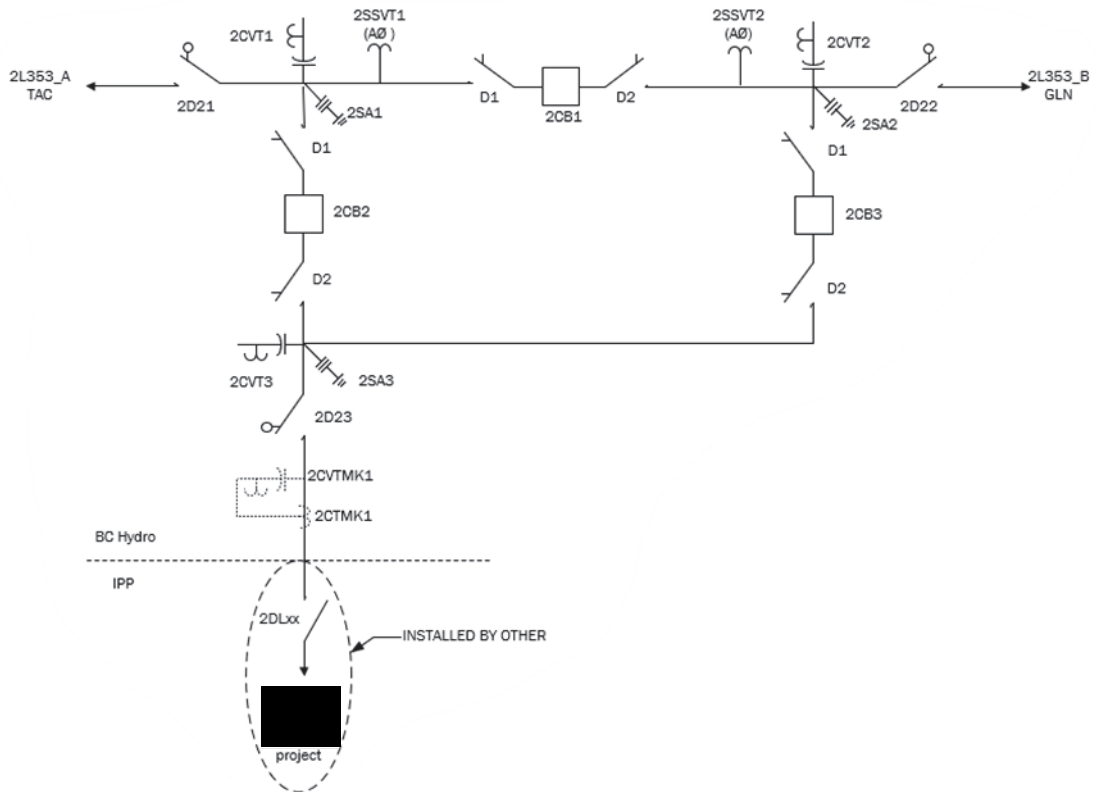 2CVT1
2SSVT1
(AØ )
2SSVT2
(AØ)
2CVT2
2L353_A
TAC
2D21
2SA1
D1
2CB1
D2
2SA2
2D22
2L353_B
GLN
D1
D1
2CB2
2CB3
D2
D2
2CVT3
2SA3
2D23
2CVTMK1
2CTMK1
BC Hydro
IPP
2DLxx
INSTALLED BY OTHER
project